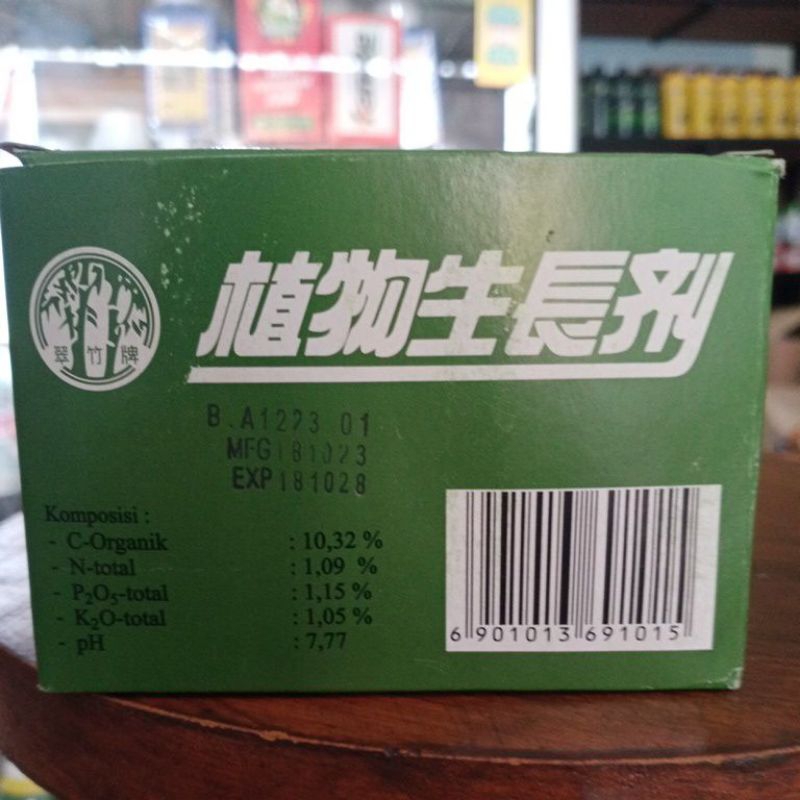 植物生長剂
翠竹牌
B.A1223 01
MFG181023
EXP181028
Komposisi :
- C-Organik : 10,32 %
- N-total : 1,09 %
- P₂O₅-total : 1,15 %
- K₂O-total : 1,05 %
- pH : 7,77
6 901013 691015